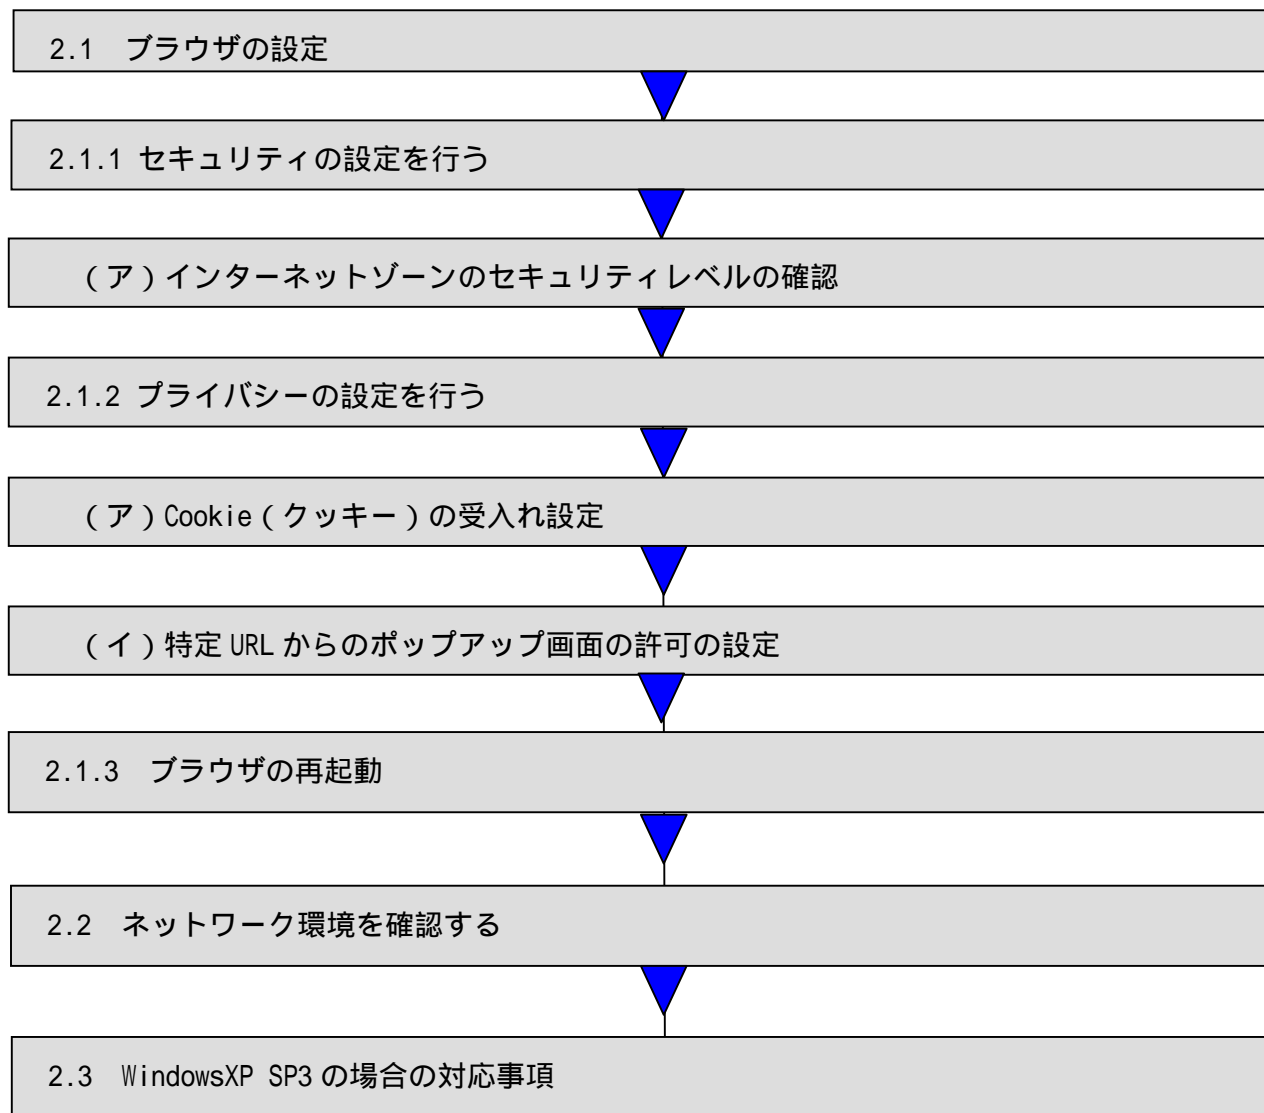 2.1　ブラウザの設定
2.1.1 セキュリティの設定を行う
（ア）インターネットゾーンのセキュリティレベルの確認
2.1.2 プライバシーの設定を行う
（ア）Cookie（クッキー）の受入れ設定
（イ）特定 URL からのポップアップ画面の許可の設定
2.1.3　ブラウザの再起動
2.2　ネットワーク環境を確認する
2.3　WindowsXP SP3 の場合の対応事項